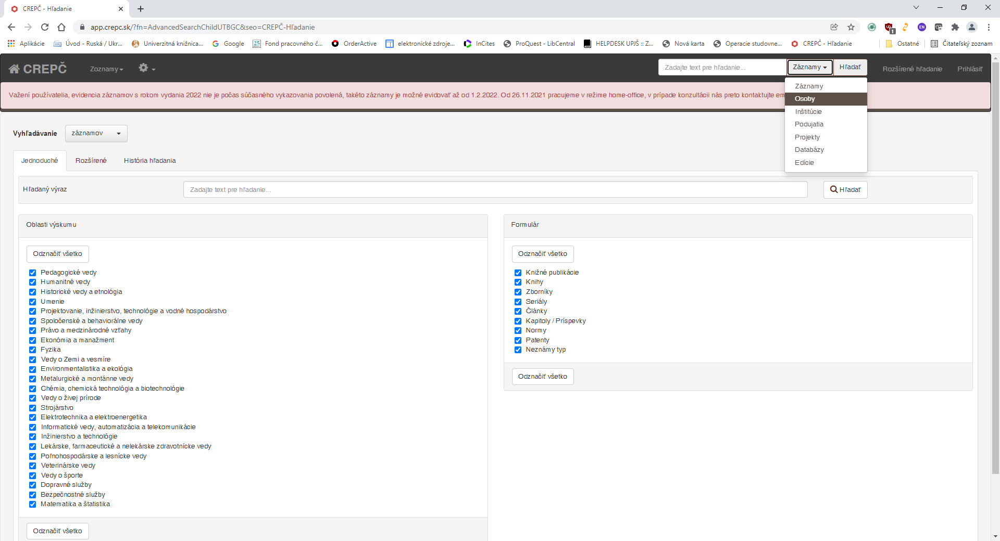 CREPČ - Hľadanie
app.crepc.sk/?fn=AdvancedSearchChildUTBGC&seo=CREPČ-Hľadanie
EN
1
Aplikácie Úvod - Ruská / Ukr... Univerzitná knižnica... Google Fond pracovného č... OrderActive elektronické zdroje... InCites ProQuest - LibCentral HELPDESK UPJŠ :: Z... Nová karta Operacie studovne... CREPČ - Hľadanie Ostatné Čitateľský zoznam
CREPČ Zoznamy Zadajte text pre hľadanie... Záznamy Hľadať Rozšírené hľadanie Prihlásiť
Važení používatelia, evidencia záznamov s rokom vydania 2022 nie je počas súčasného vykazovania povolená, takéto záznamy je možné evidovať až od 1.2.2022. Od 26.11.2021 pracujeme v režime home-office, v prípade konzultácii nás preto kontaktujte em
Záznamy
Osoby
Inštitúcie
Podujatia
Projekty
Databázy
Edície
Vyhľadávanie záznamov
Jednoduché Rozšírené História hľadania
Hľadaný výraz Zadajte text pre hľadanie... Hľadať
Oblasti výskumu
Odznačiť všetko
Pedagogické vedy
Humanitné vedy
Historické vedy a etnológia
Umenie
Projektovanie, inžinierstvo, technológie a vodné hospodárstvo
Spoločenské a behaviorálne vedy
Právo a medzinárodné vzťahy
Ekonómia a manažment
Fyzika
Vedy o Zemi a vesmíre
Environmentalistika a ekológia
Metalurgické a montánne vedy
Chémia, chemická technológia a biotechnológie
Vedy o živej prírode
Strojárstvo
Elektrotechnika a elektroenergetika
Informatické vedy, automatizácia a telekomunikácie
Inžinierstvo a technológie
Lekárske, farmaceutické a nelekárske zdravotnícke vedy
Poľnohospodárske a lesnícke vedy
Veterinárske vedy
Vedy o športe
Dopravné služby
Bezpečnostné služby
Matematika a štatistika
Odznačiť všetko
Formulár
Odznačiť všetko
Knižné publikácie
Knihy
Zborníky
Seriály
Články
Kapitoly / Príspevky
Normy
Patenty
Neznámy typ
Odznačiť všetko